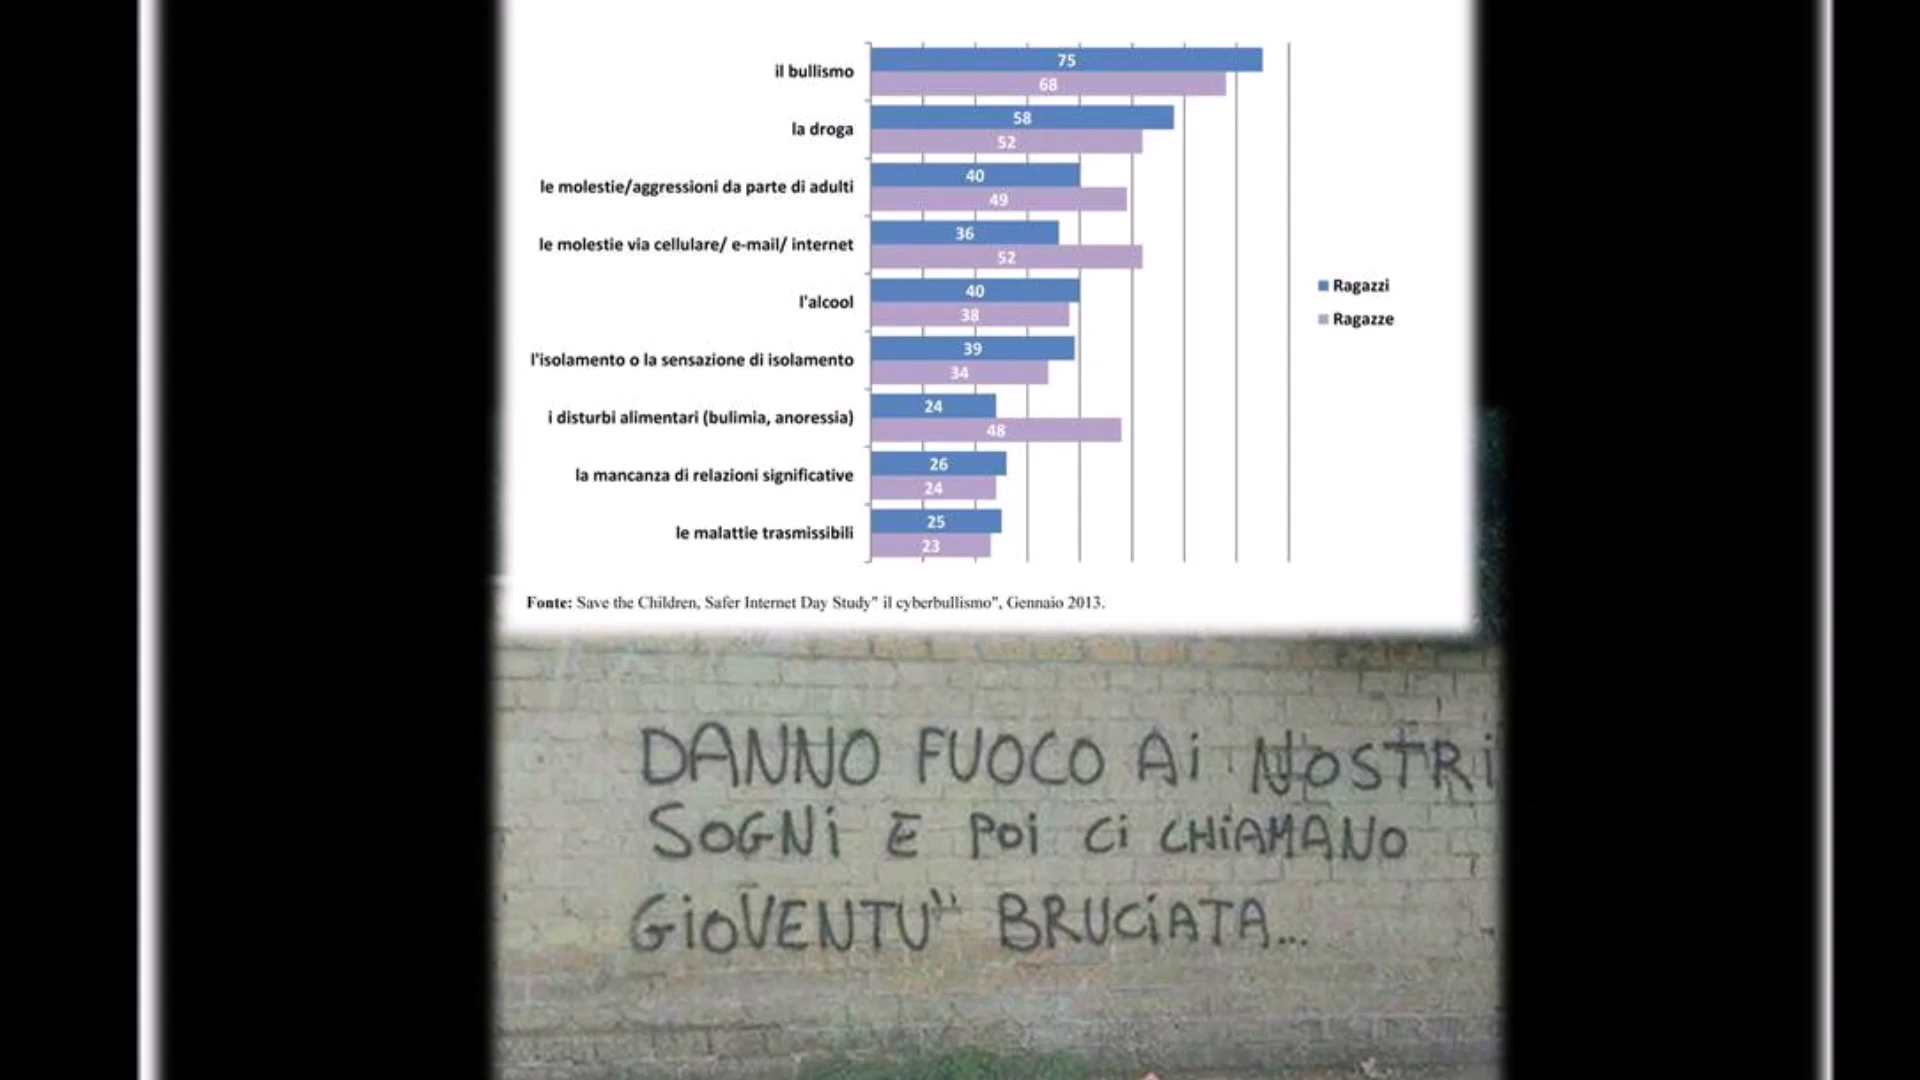 il bullismo 75
68
la droga 58
52
le molestie/aggressioni da parte di adulti 40
49
le molestie via cellulare/ e-mail/ internet 36
52
l'alcool 40
38
l'isolamento o la sensazione di isolamento 39
34
i disturbi alimentari (bulimia, anoressia) 24
48
la mancanza di relazioni significative 26
24
le malattie trasmissibili 25
23
Ragazzi
Ragazze
Fonte: Save the Children, Safer Internet Day Study" il cyberbullismo", Gennaio 2013.
DANNO FUOCO Ai NOSTRi
SOGNi E Poi Ci CHiAMANO
GiOVENTU" BRUCiATA...